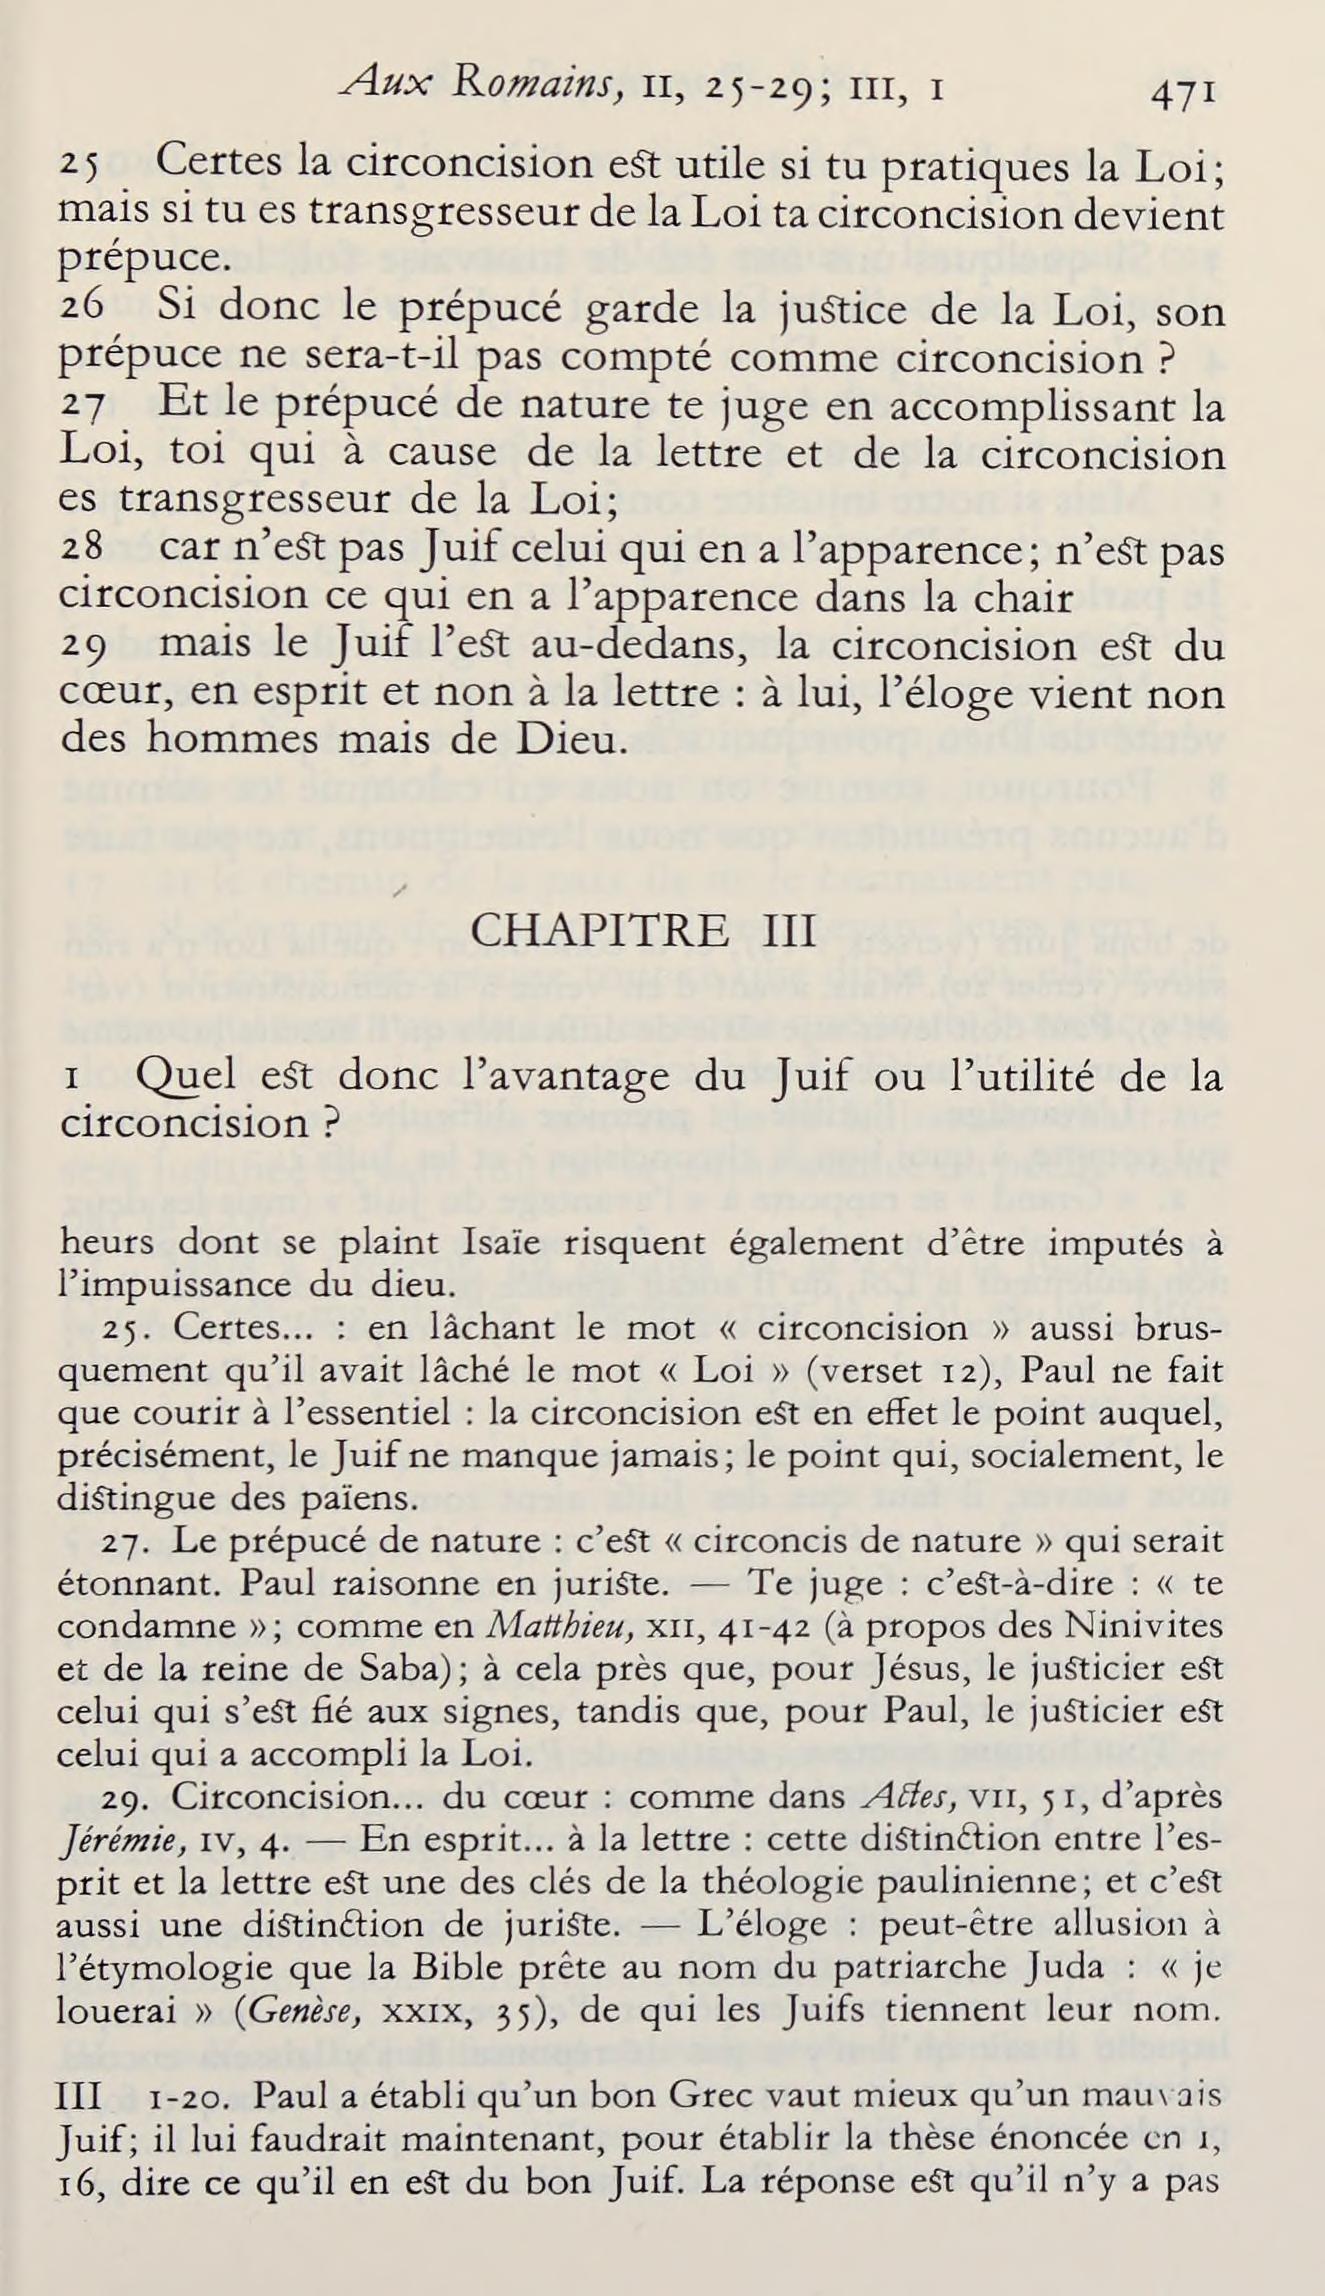 Aux Romains, II, 25-29; III, 1 471
25 Certes la circoncision est utile si tu pratiques la Loi;
mais si tu es transgresseur de la Loi ta circoncision devient
prépuce.
26 Si donc le prépucé garde la justice de la Loi, son
prépuce ne sera-t-il pas compté comme circoncision ?
27 Et le prépucé de nature te juge en accomplissant la
Loi, toi qui à cause de la lettre et de la circoncision
es transgresseur de la Loi;
28 car n'est pas Juif celui qui en a l'apparence; n'est pas
circoncision ce qui en a l'apparence dans la chair
29 mais le Juif l'est au-dedans, la circoncision est du
cœur, en esprit et non à la lettre : à lui, l'éloge vient non
des hommes mais de Dieu.
CHAPITRE III
1 Quel est donc l'avantage du Juif ou l'utilité de la
circoncision ?
heurs dont se plaint Isaïe risquent également d'être imputés à
l'impuissance du dieu.
25. Certes... : en lâchant le mot « circoncision » aussi brus-
quement qu'il avait lâché le mot « Loi » (verset 12), Paul ne fait
que courir à l'essentiel : la circoncision est en effet le point auquel,
précisément, le Juif ne manque jamais; le point qui, socialement, le
distingue des païens.
27. Le prépucé de nature : c'est « circoncis de nature » qui serait
étonnant. Paul raisonne en juriste. — Te juge : c'est-à-dire : « te
condamne »; comme en Matthieu, XII, 41-42 (à propos des Ninivites
et de la reine de Saba); à cela près que, pour Jésus, le justicier est
celui qui s'est fié aux signes, tandis que, pour Paul, le justicier est
celui qui a accompli la Loi.
29. Circoncision... du cœur : comme dans Actes, VII, 51, d'après
Jérémie, IV, 4. — En esprit... à la lettre : cette distinction entre l'es-
prit et la lettre est une des clés de la théologie paulinienne; et c'est
aussi une distinction de juriste. — L'éloge : peut-être allusion à
l'étymologie que la Bible prête au nom du patriarche Juda : « je
louerai » (Genèse, XXIX, 35), de qui les Juifs tiennent leur nom.
III 1-20. Paul a établi qu'un bon Grec vaut mieux qu'un mauvais
Juif; il lui faudrait maintenant, pour établir la thèse énoncée en I,
16, dire ce qu'il en est du bon Juif. La réponse est qu'il n'y a pas